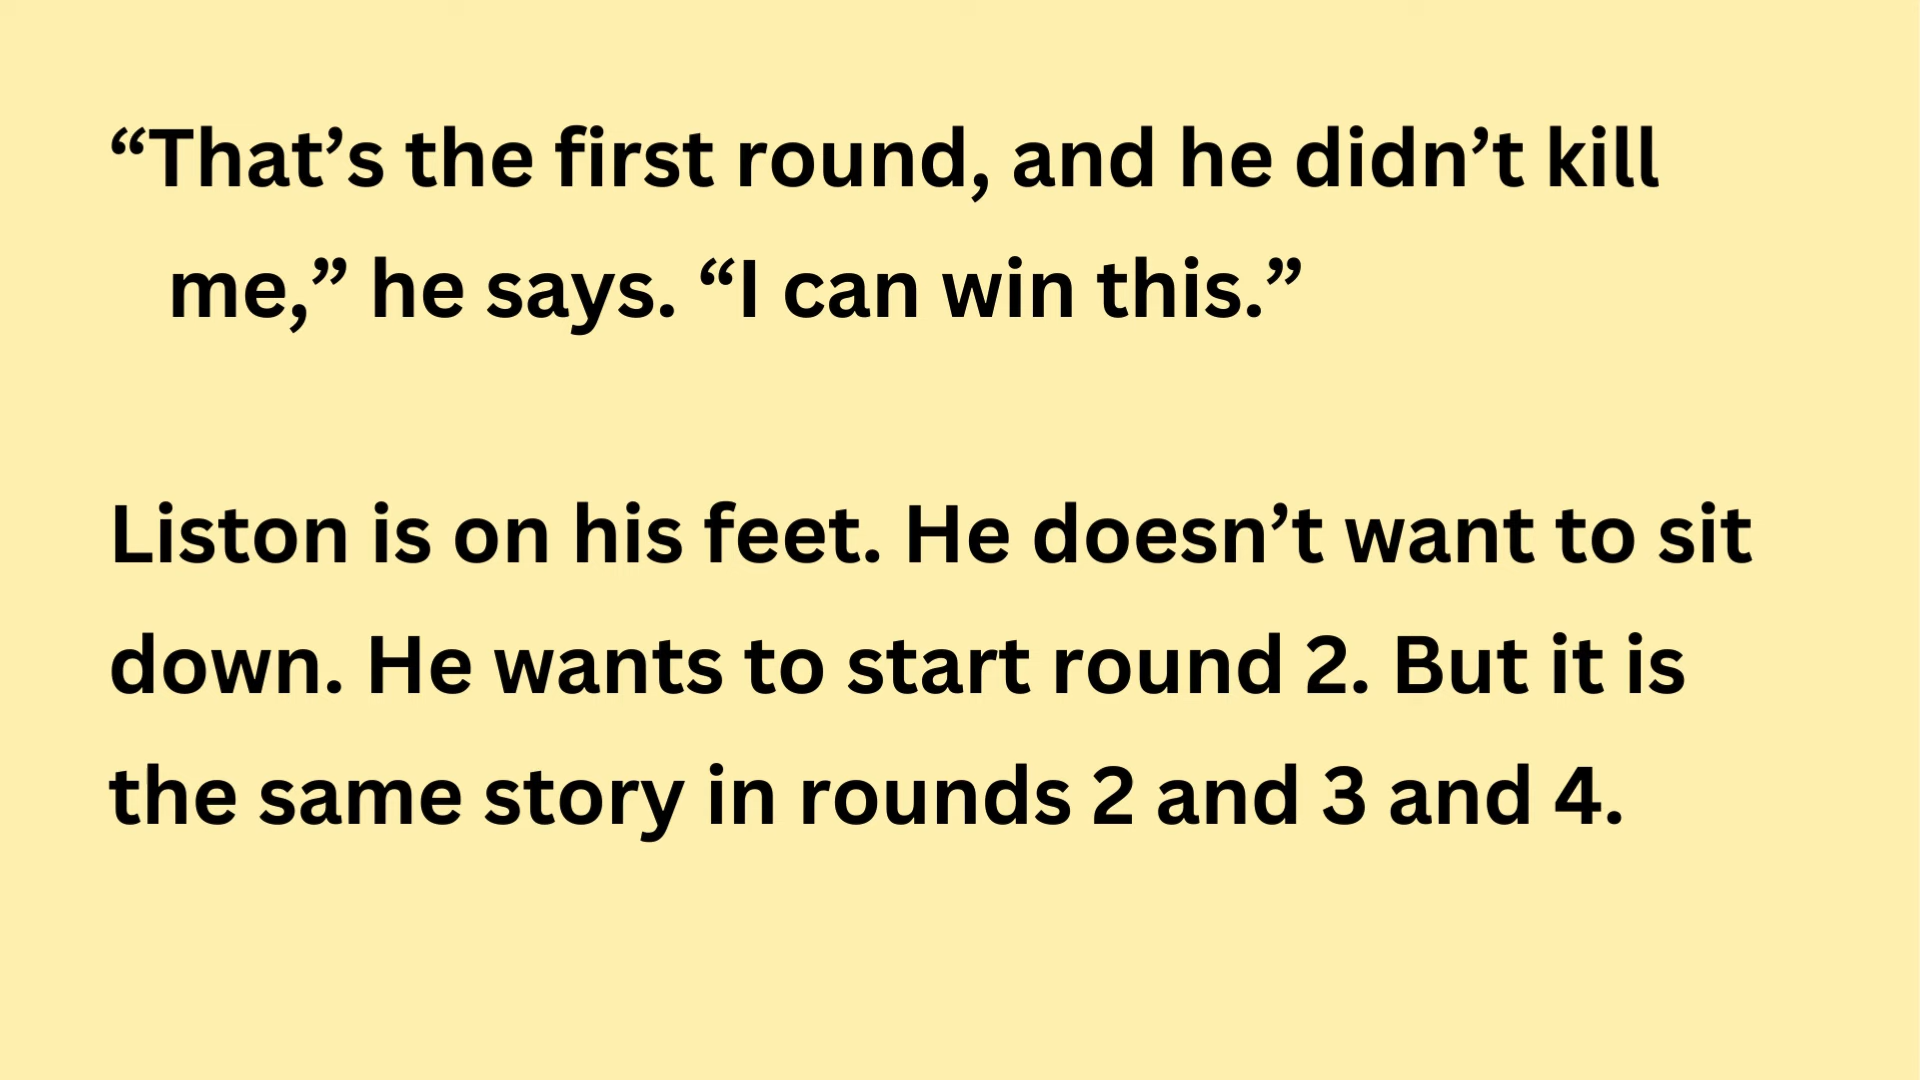 “That’s the first round, and he didn’t kill
me,” he says. “I can win this.”
Liston is on his feet. He doesn’t want to sit
down. He wants to start round 2. But it is
the same story in rounds 2 and 3 and 4.